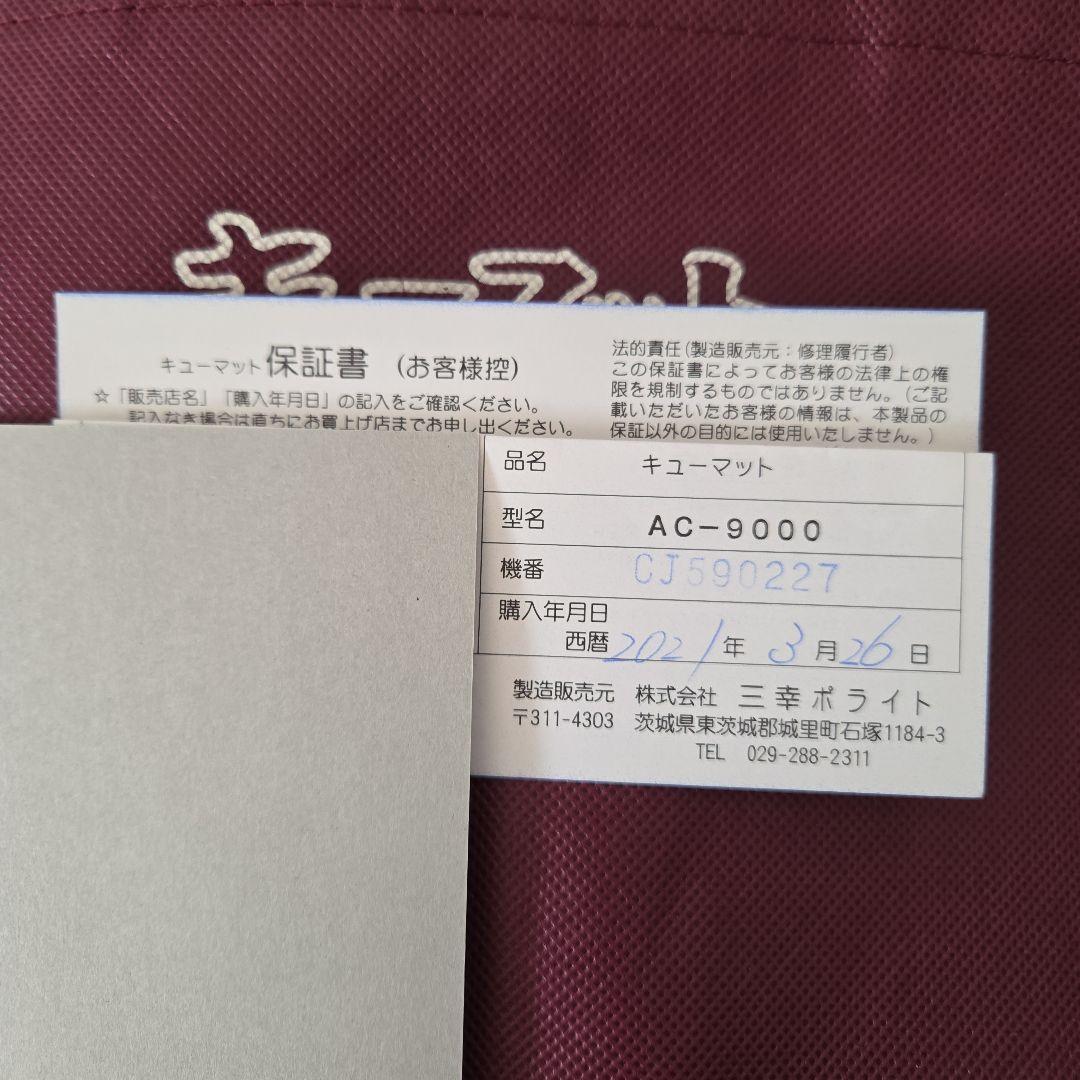 キューマット
キューマット 保証書 (お客様控)
☆「販売店名」「購入年月日」の記入をご確認ください。
記入なき場合は直ちにお買上げ店までお申し出ください。
法的責任(製造販売元:修理履行者)
この保証書によってお客様の法律上の権
限を規制するものではありません。(ご記
載いただいたお客様の情報は、本製品の
保証以外の目的には使用いたしません。)
品名 キューマット
型名 AC-9000
機番 CJ590227
購入年月日
西暦 2021年 3月26日
製造販売元 株式会社 三幸ポライト
〒311-4303 茨城県東茨城郡城里町石塚1184-3
TEL 029-288-2311